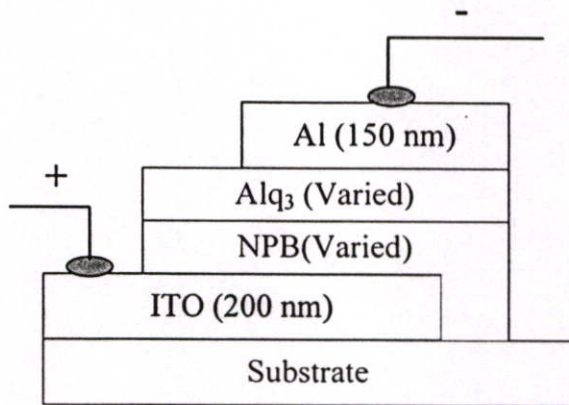 -
Al (150 nm)
+
Alq₃ (Varied)
NPB(Varied)
ITO (200 nm)
Substrate